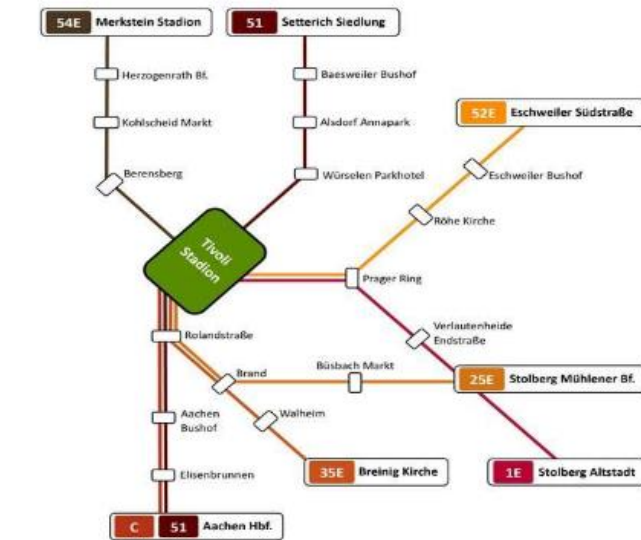 54E Merkstein Stadion
51 Setterich Siedlung
Herzogenrath Bf.
Baesweiler Bushof
52E Eschweiler Südstraße
Kohlscheid Markt
Alsdorf Annapark
Berensberg
Würselen Parkhotel
Eschweiler Bushof
Röhe Kirche
Tivoli
Stadion
Prager Ring
Rolandstraße
Verlautenheide
Endstraße
Brand
Büsbach Markt
25E Stolberg Mühlener Bf.
Aachen
Bushof
Walheim
Elisenbrunnen
35E Breinig Kirche
1E Stolberg Altstadt
C 51 Aachen Hbf.